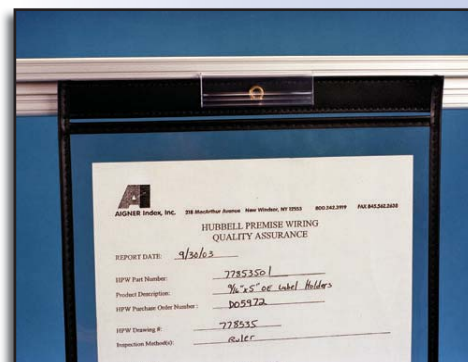 AIGNER Index, Inc. 218 MacArthur Avenue New Windsor, NY 12553 800.242.3919 FAX 845.562.2638
HUBBELL PREMISE WIRING
QUALITY ASSURANCE
REPORT DATE: 9/30/03
HPW Part Number: 77853501
Product Description: 9/16"x5" OE Label Holders
HPW Purchase Order Number: D05972
HPW Drawing #: 778535
Inspection Method(s): Ruler